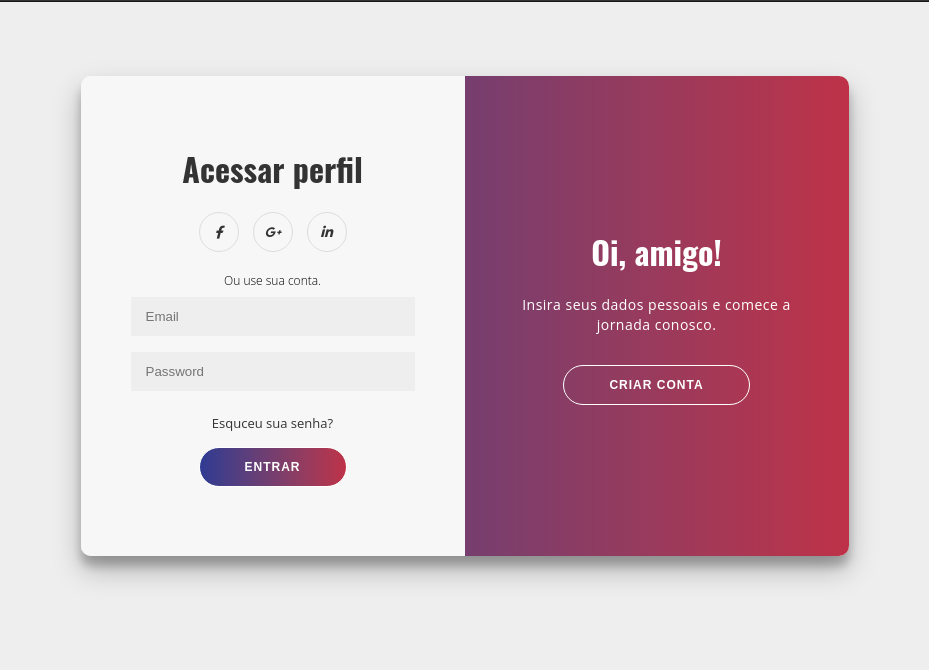 Acessar perfil
f G+ in
Ou use sua conta.
Email
Password
Esquceu sua senha?
ENTRAR
Oi, amigo!
Insira seus dados pessoais e comece a
jornada conosco.
CRIAR CONTA